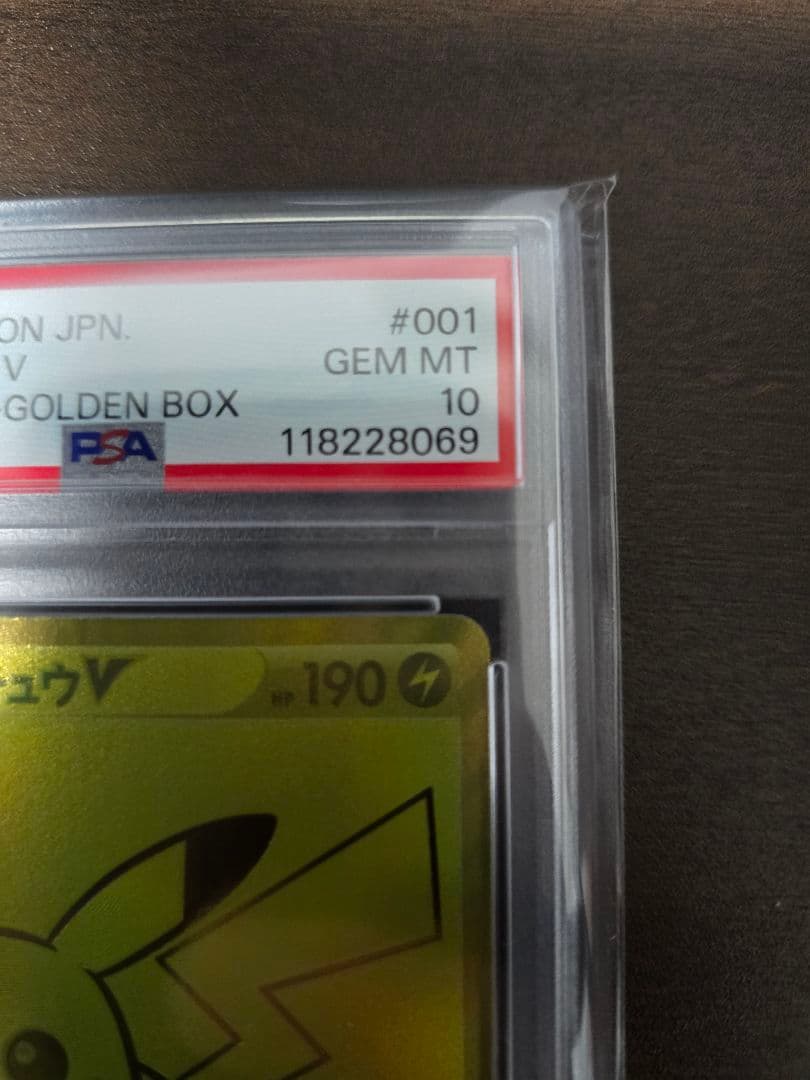 ON JPN. #001
V GEM MT
-GOLDEN BOX 10
PSA 118228069
ュウV HP 190